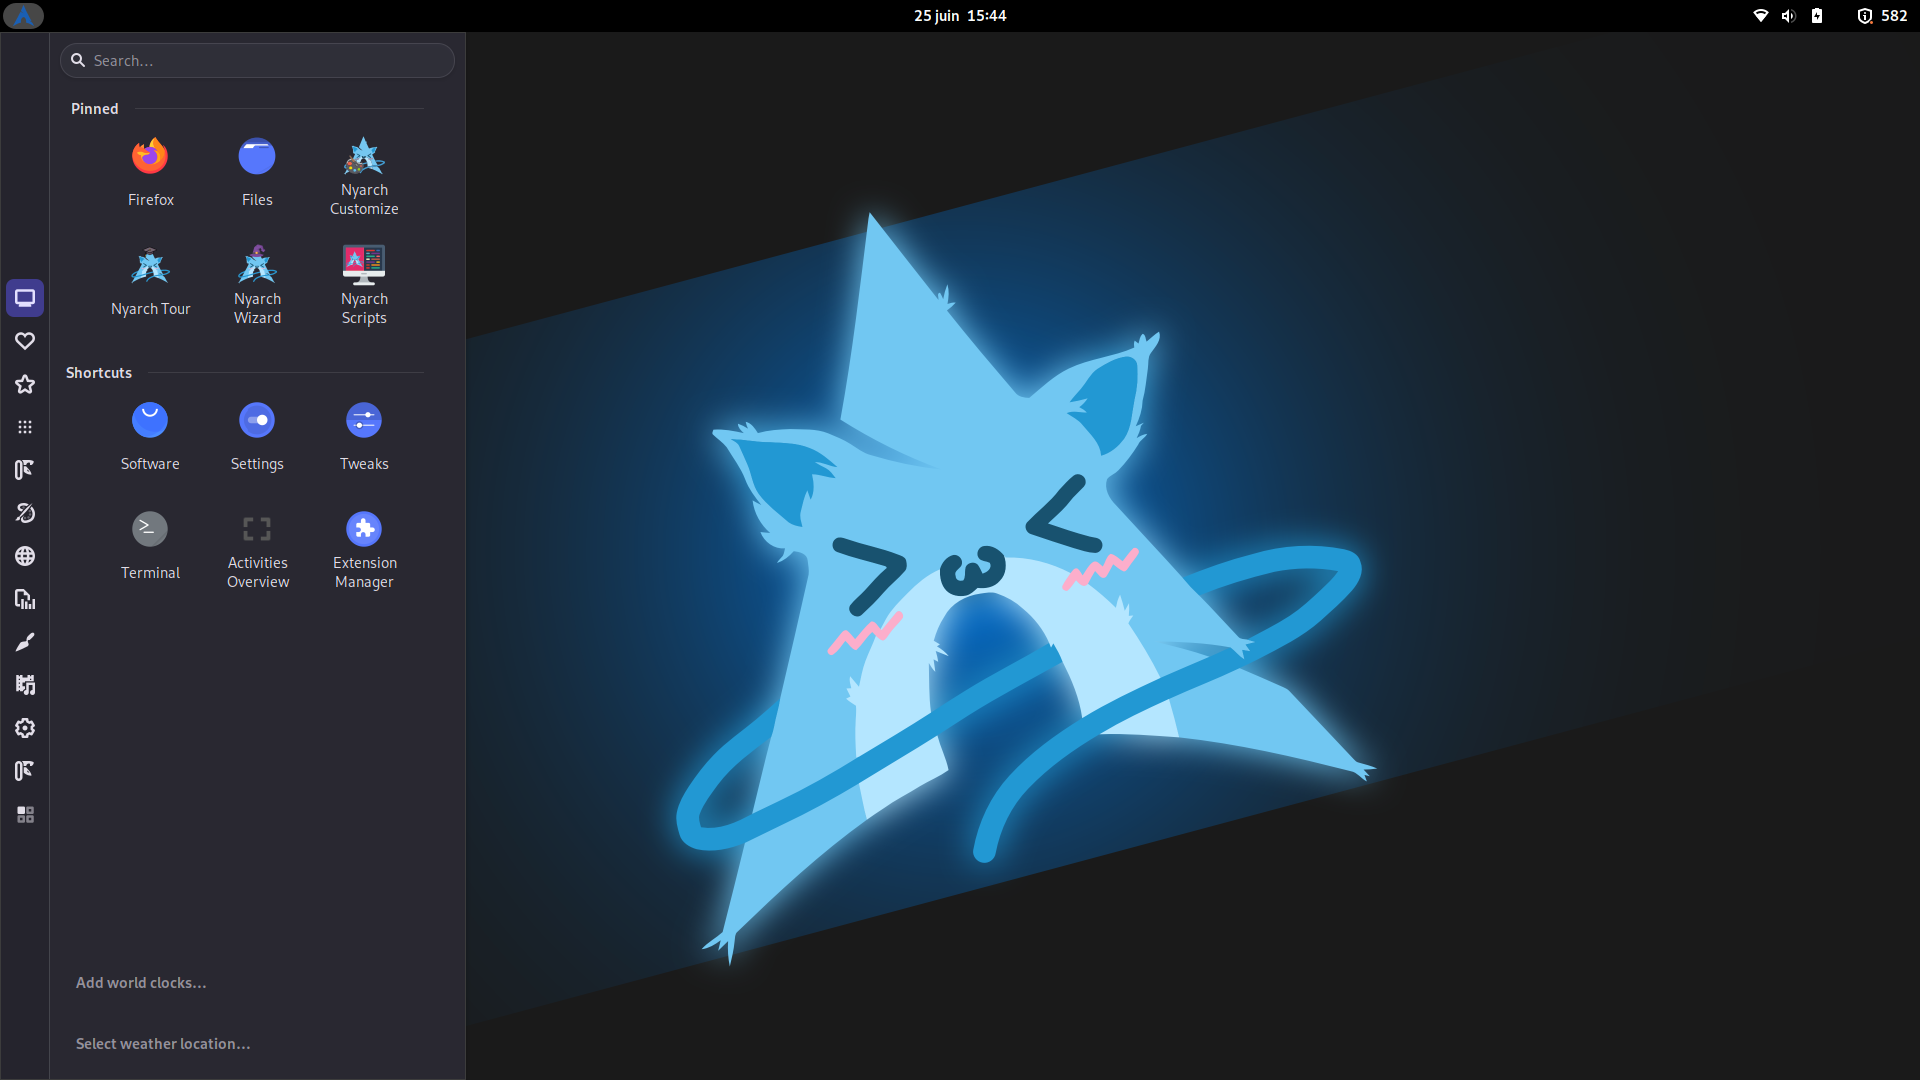 25 juin 15:44
582
Search…
Pinned
Firefox
Files
Nyarch
Customize
Nyarch Tour
Nyarch
Wizard
Nyarch
Scripts
Shortcuts
Software
Settings
Tweaks
Terminal
Activities
Overview
Extension
Manager
Add world clocks…
Select weather location…